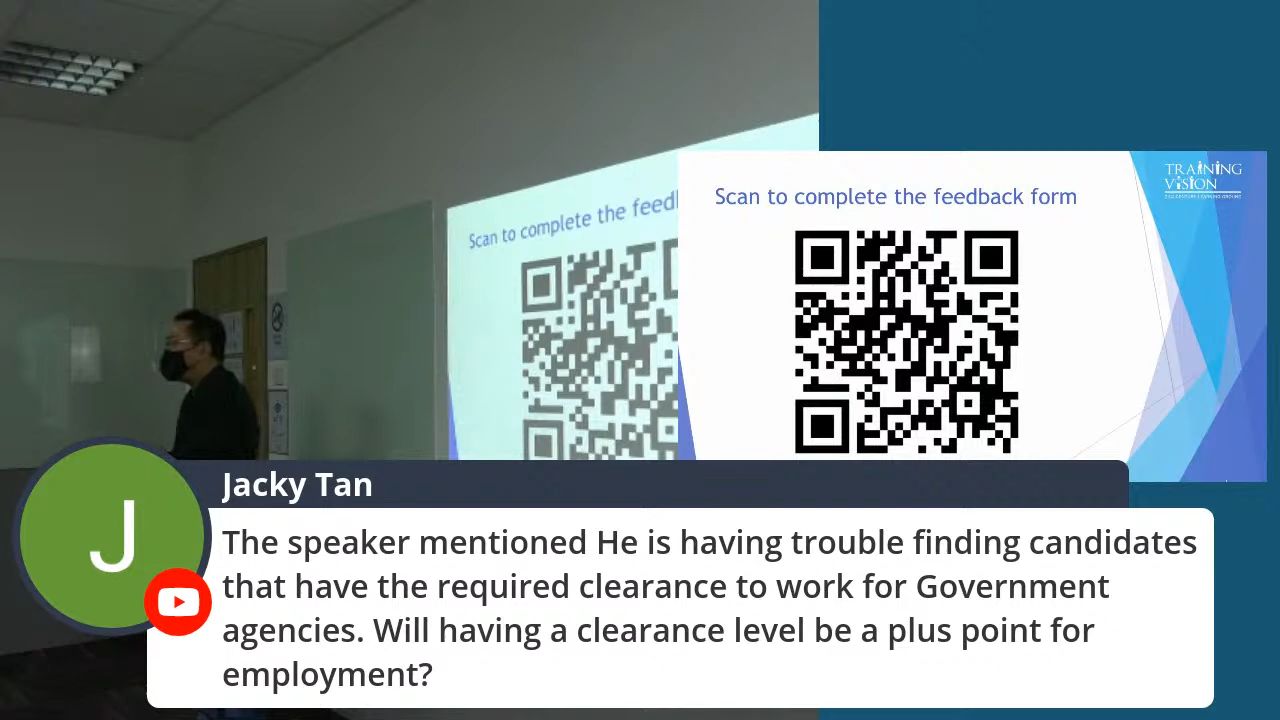 Scan to complete the feed
TRAINING
VISION
Scan to complete the feedback form
J
Jacky Tan
The speaker mentioned He is having trouble finding candidates
that have the required clearance to work for Government
agencies. Will having a clearance level be a plus point for
employment?